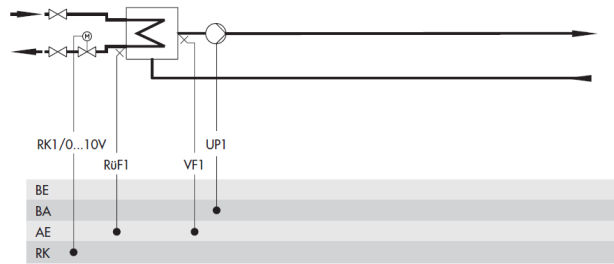 M
UP1
RK1/0...10V
RüF1
VF1
BE
BA
AE
RK